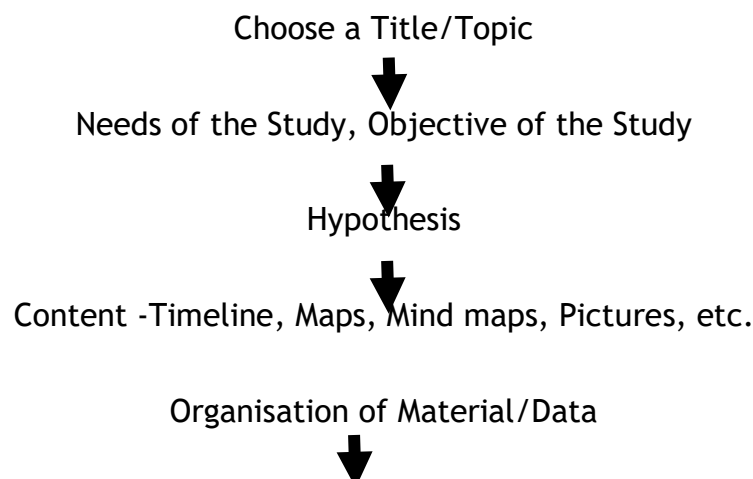 Choose a Title/Topic
Needs of the Study, Objective of the Study
Hypothesis
Content -Timeline, Maps, Mind maps, Pictures, etc.
Organisation of Material/Data